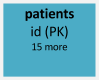 patients
id (PK)
15 more